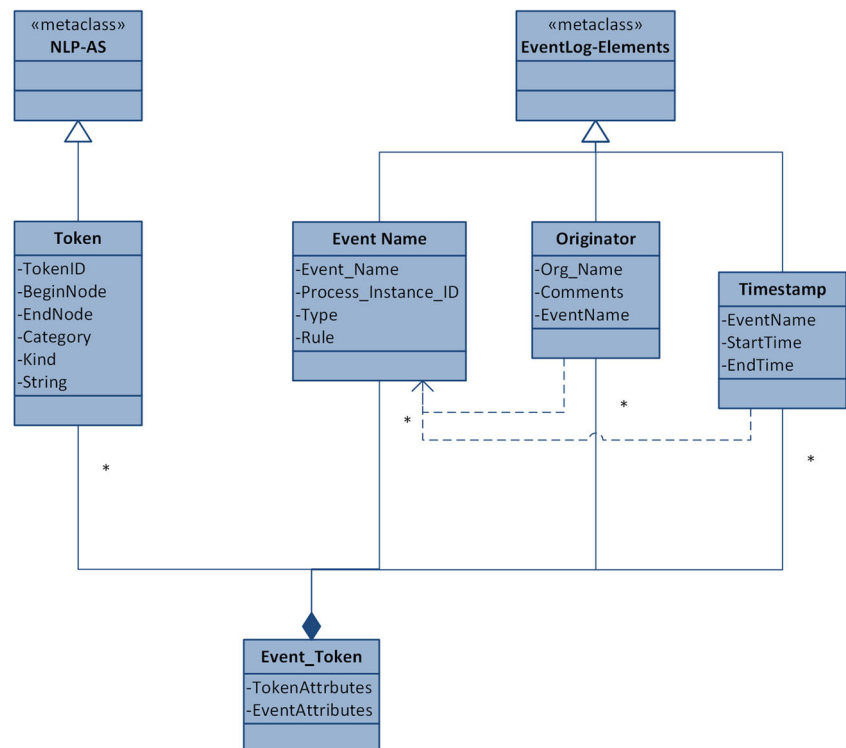 «metaclass»
NLP-AS
«metaclass»
EventLog-Elements
Token
-TokenID
-BeginNode
-EndNode
-Category
-Kind
-String
Event Name
-Event_Name
-Process_Instance_ID
-Type
-Rule
Originator
-Org_Name
-Comments
-EventName
Timestamp
-EventName
-StartTime
-EndTime
*
*
*
*
Event_Token
-TokenAttrbutes
-EventAttributes